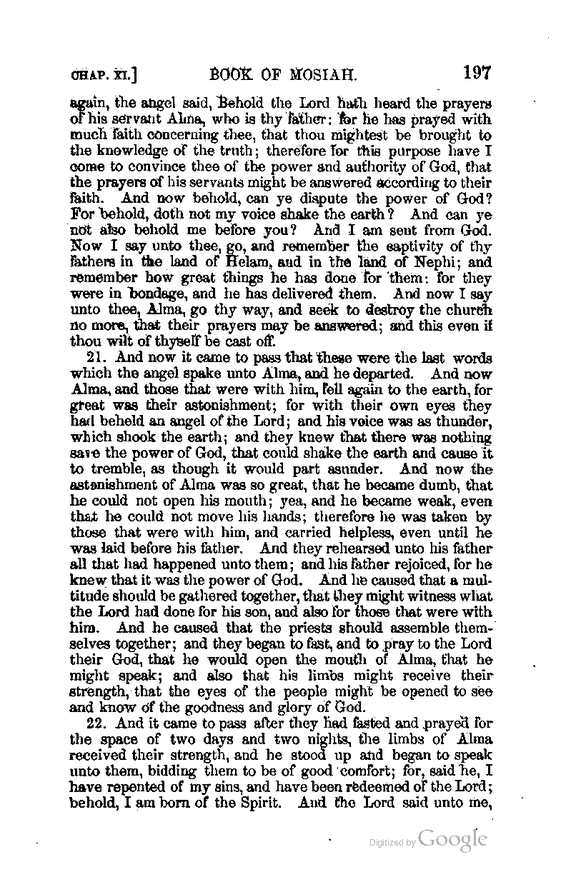 CHAP. XI.] BOOK OF MOSIAH. 197
again, the angel said, Behold the Lord hath heard the prayers
of his servant Alma, who is thy father: for he has prayed with
much faith concerning thee, that thou mightest be brought to
the knowledge of the truth; therefore for this purpose have I
come to convince thee of the power and authority of God, that
the prayers of his servants might be answered according to their
faith. And now behold, can ye dispute the power of God?
For behold, doth not my voice shake the earth? And can ye
not also behold me before you? And I am sent from God.
Now I say unto thee, go, and remember the captivity of thy
fathers in the land of Helam, and in the land of Nephi; and
remember how great things he has done for them: for they
were in bondage, and he has delivered them. And now I say
unto thee, Alma, go thy way, and seek to destroy the church
no more, that their prayers may be answered; and this even if
thou wilt of thyself be cast off.
21. And now it came to pass that these were the last words
which the angel spake unto Alma, and he departed. And now
Alma, and those that were with him, fell again to the earth, for
great was their astonishment; for with their own eyes they
had beheld an angel of the Lord; and his voice was as thunder,
which shook the earth; and they knew that there was nothing
save the power of God, that could shake the earth and cause it
to tremble, as though it would part asunder. And now the
astonishment of Alma was so great, that he became dumb, that
he could not open his mouth; yea, and he became weak, even
that he could not move his hands; therefore he was taken by
those that were with him, and carried helpless, even until he
was laid before his father. And they rehearsed unto his father
all that had happened unto them; and his father rejoiced, for he
knew that it was the power of God. And he caused that a mul-
titude should be gathered together, that they might witness what
the Lord had done for his son, and also for those that were with
him. And he caused that the priests should assemble them-
selves together; and they began to fast, and to pray to the Lord
their God, that he would open the mouth of Alma, that he
might speak; and also that his limbs might receive their
strength, that the eyes of the people might be opened to see
and know of the goodness and glory of God.
22. And it came to pass after they had fasted and prayed for
the space of two days and two nights, the limbs of Alma
received their strength, and he stood up and began to speak
unto them, bidding them to be of good comfort; for, said he, I
have repented of my sins, and have been redeemed of the Lord;
behold, I am born of the Spirit. And the Lord said unto me,
Digitized by Google